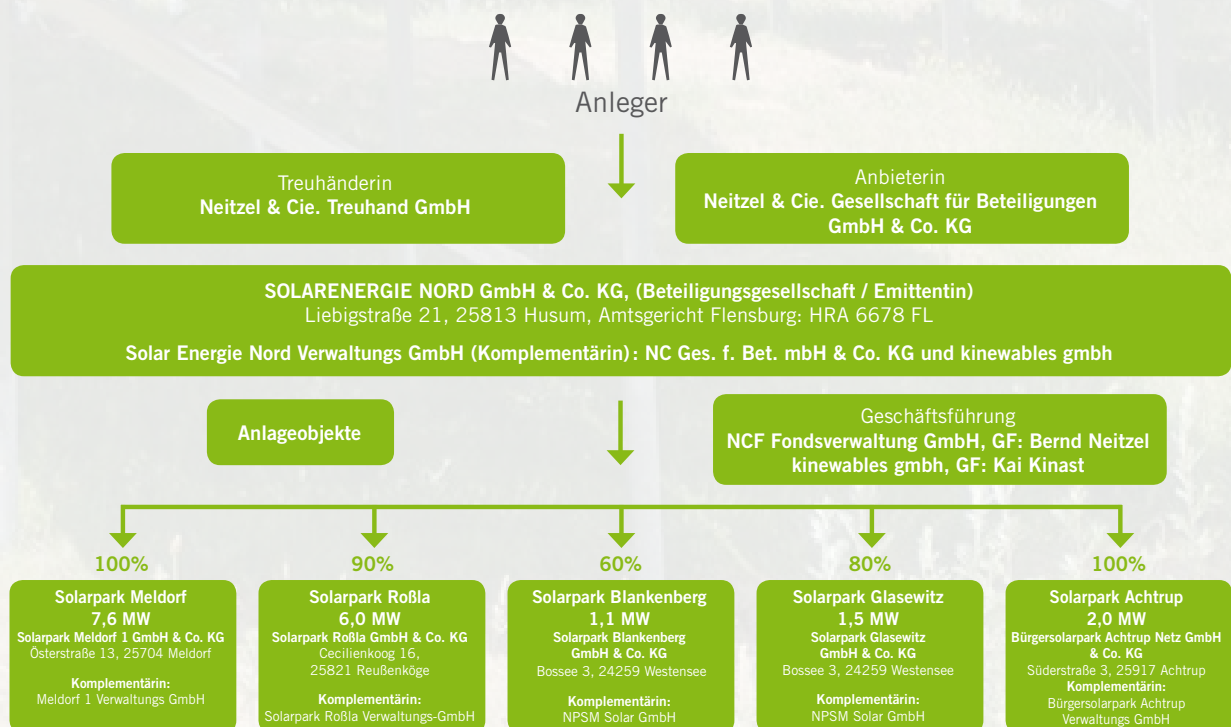 Anleger
Treuhänderin
Neitzel & Cie. Treuhand GmbH
Anbieterin
Neitzel & Cie. Gesellschaft für Beteiligungen
GmbH & Co. KG
SOLARENERGIE NORD GmbH & Co. KG, (Beteiligungsgesellschaft / Emittentin)
Liebigstraße 21, 25813 Husum, Amtsgericht Flensburg: HRA 6678 FL
Solar Energie Nord Verwaltungs GmbH (Komplementärin): NC Ges. f. Bet. mbH & Co. KG und kinewables gmbh
Anlageobjekte
Geschäftsführung
NCF Fondsverwaltung GmbH, GF: Bernd Neitzel
kinewables gmbh, GF: Kai Kinast
100%
Solarpark Meldorf
7,6 MW
Solarpark Meldorf 1 GmbH & Co. KG
Österstraße 13, 25704 Meldorf
Komplementärin:
Meldorf 1 Verwaltungs GmbH
90%
Solarpark Roßla
6,0 MW
Solarpark Roßla GmbH & Co. KG
Cecilienkoog 16,
25821 Reußenköge
Komplementärin:
Solarpark Roßla Verwaltungs-GmbH
60%
Solarpark Blankenberg
1,1 MW
Solarpark Blankenberg
GmbH & Co. KG
Bossee 3, 24259 Westensee
Komplementärin:
NPSM Solar GmbH
80%
Solarpark Glasewitz
1,5 MW
Solarpark Glasewitz
GmbH & Co. KG
Bossee 3, 24259 Westensee
Komplementärin:
NPSM Solar GmbH
100%
Solarpark Achtrup
2,0 MW
Bürgersolarpark Achtrup Netz GmbH
& Co. KG
Süderstraße 3, 25917 Achtrup
Komplementärin:
Bürgersolarpark Achtrup
Verwaltungs GmbH